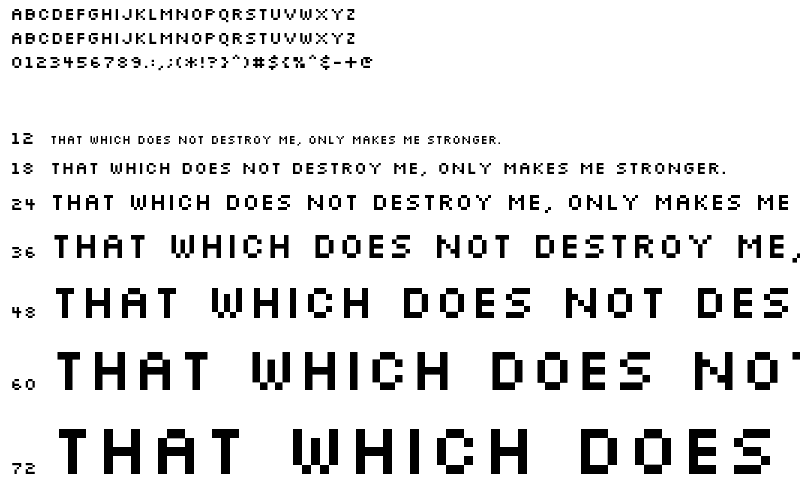 ABCDEFGHIJKLMNOPQRSTUVWXYZ
ABCDEFGHIJKLMNOPQRSTUVWXYZ
0123456789.:,;(*!?}^)#${%^$-+@
12 THAT WHICH DOES NOT DESTROY ME, ONLY MAKES ME STRONGER.
18 THAT WHICH DOES NOT DESTROY ME, ONLY MAKES ME STRONGER.
24 THAT WHICH DOES NOT DESTROY ME, ONLY MAKES ME
36 THAT WHICH DOES NOT DESTROY ME,
48 THAT WHICH DOES NOT DES
60 THAT WHICH DOES NOT
72 THAT WHICH DOES